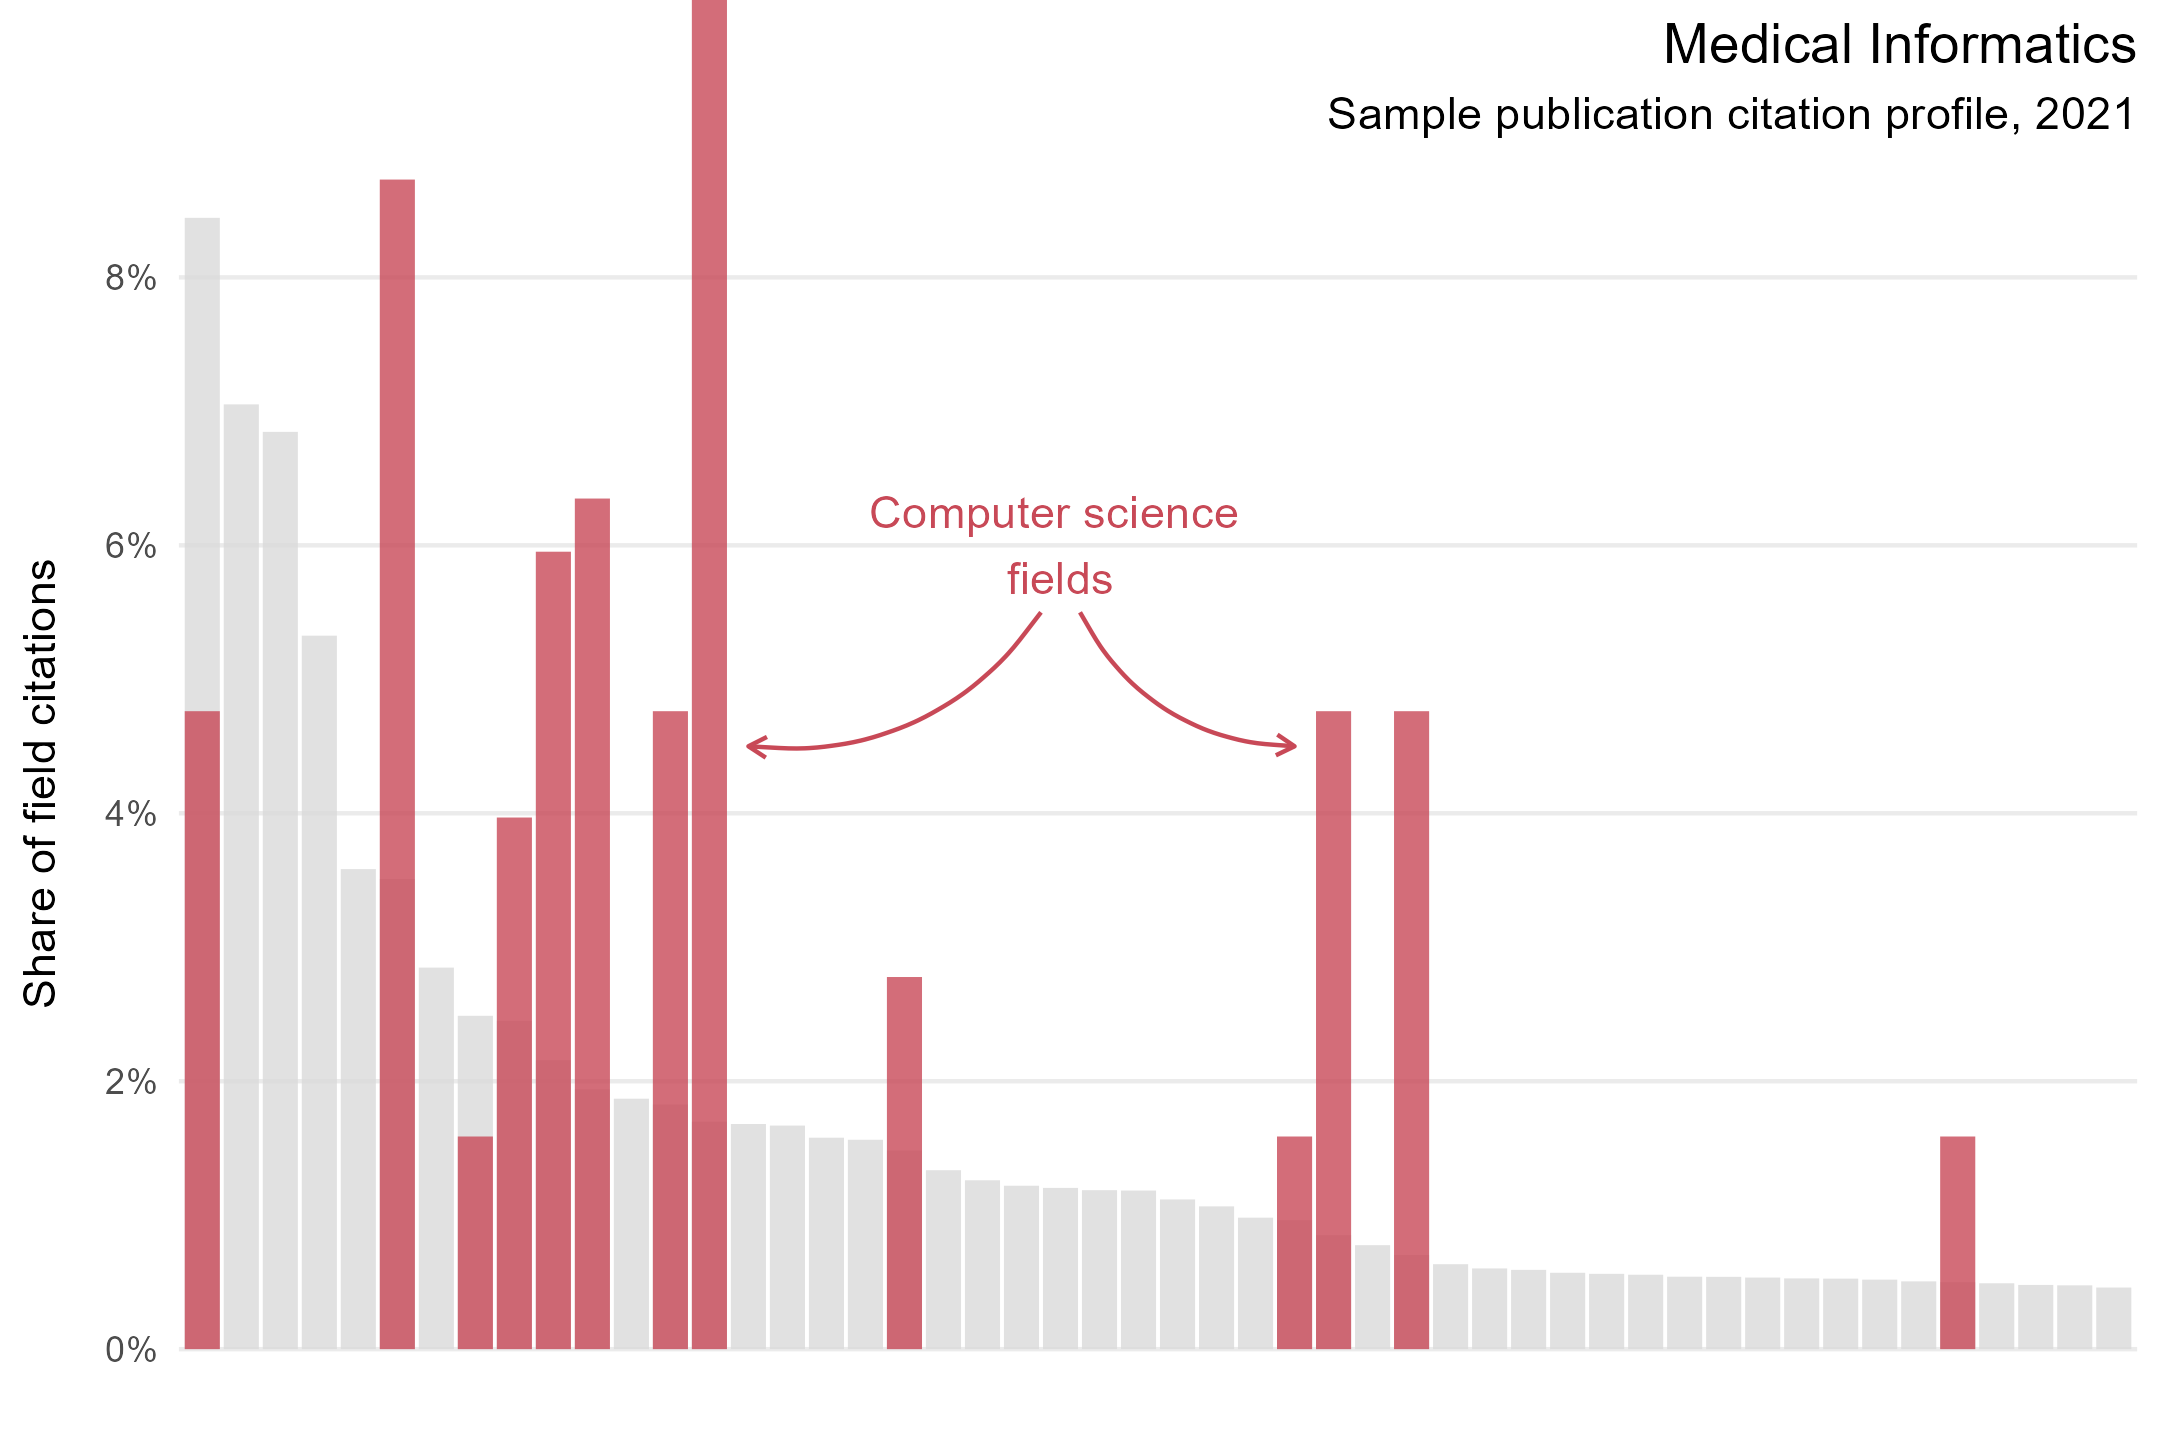 Medical Informatics
Sample publication citation profile, 2021
Share of field citations
8%
6%
4%
2%
0%
Computer science
fields